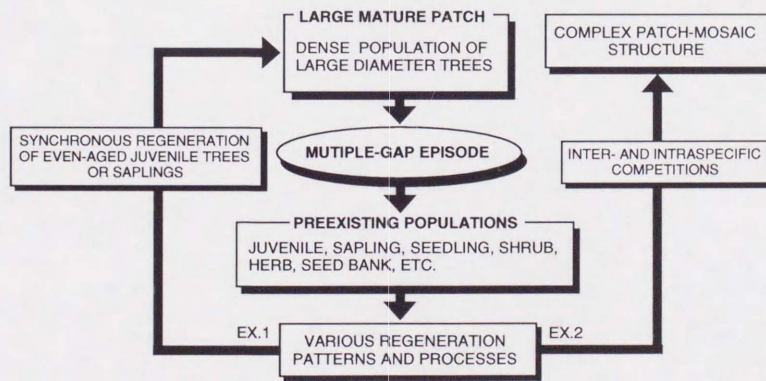 LARGE MATURE PATCH
DENSE POPULATION OF
LARGE DIAMETER TREES
COMPLEX PATCH-MOSAIC
STRUCTURE
SYNCHRONOUS REGENERATION
OF EVEN-AGED JUVENILE TREES
OR SAPLINGS
MUTIPLE-GAP EPISODE
INTER- AND INTRASPECIFIC
COMPETITIONS
PREEXISTING POPULATIONS
JUVENILE, SAPLING, SEEDLING, SHRUB,
HERB, SEED BANK, ETC.
EX.1
VARIOUS REGENERATION
PATTERNS AND PROCESSES
EX.2